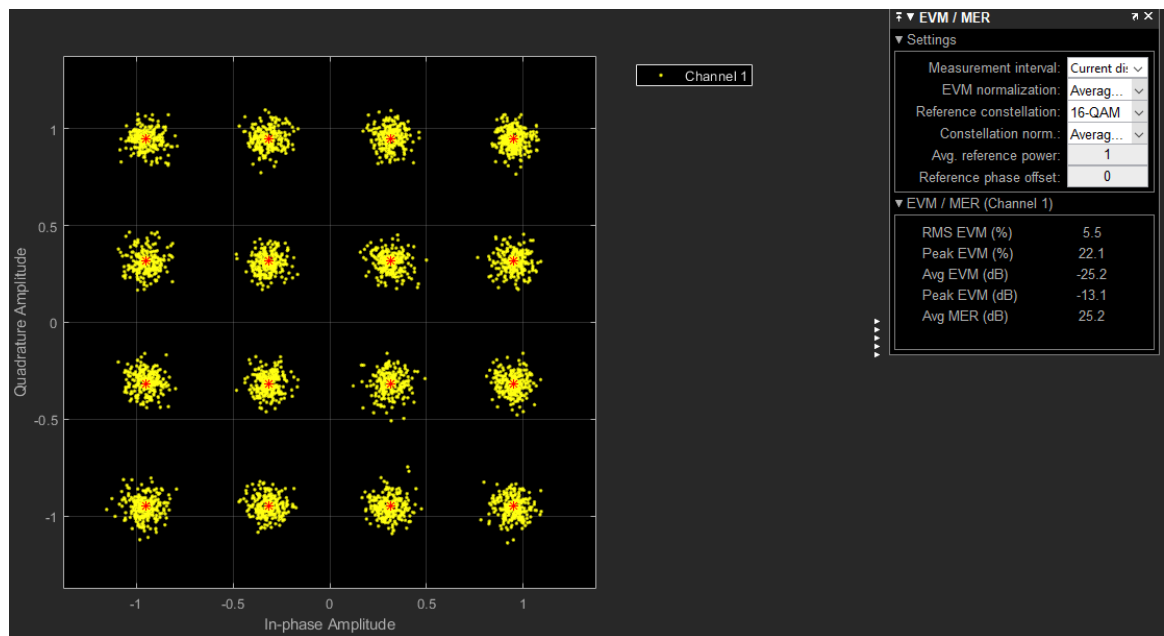 EVM / MER
Settings
Measurement interval: Current di:
EVM normalization: Averag...
Reference constellation: 16-QAM
Constellation norm.: Averag...
Avg. reference power: 1
Reference phase offset: 0
EVM / MER (Channel 1)
RMS EVM (%) 5.5
Peak EVM (%) 22.1
Avg EVM (dB) -25.2
Peak EVM (dB) -13.1
Avg MER (dB) 25.2
Channel 1
Quadrature Amplitude
1
0.5
0
-0.5
-1
-1 -0.5 0 0.5 1
In-phase Amplitude